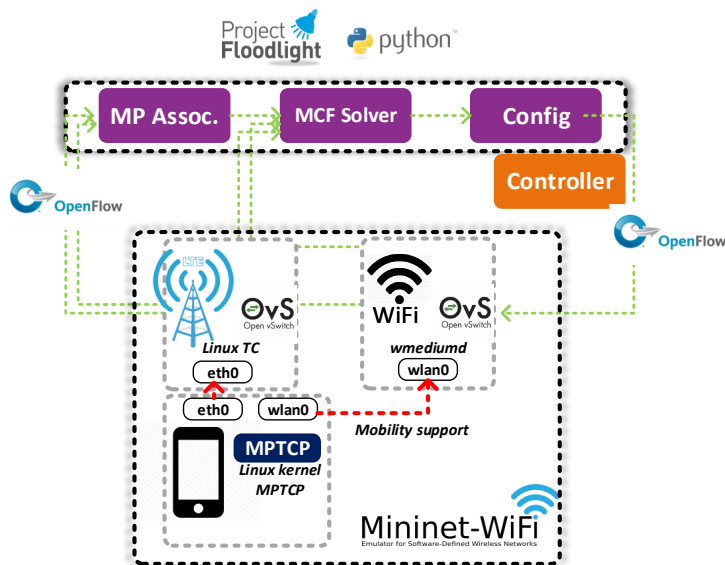 Project
Floodlight
python™
MP Assoc.
MCF Solver
Config
Controller
OpenFlow
OpenFlow
LTE
OvS
Open vSwitch
WiFi
OvS
Open vSwitch
Linux TC
wmediumd
eth0
wlan0
eth0
wlan0
Mobility support
MPTCP
Linux kernel
MPTCP
Mininet-WiFi
Emulator for Software-Defined Wireless Networks